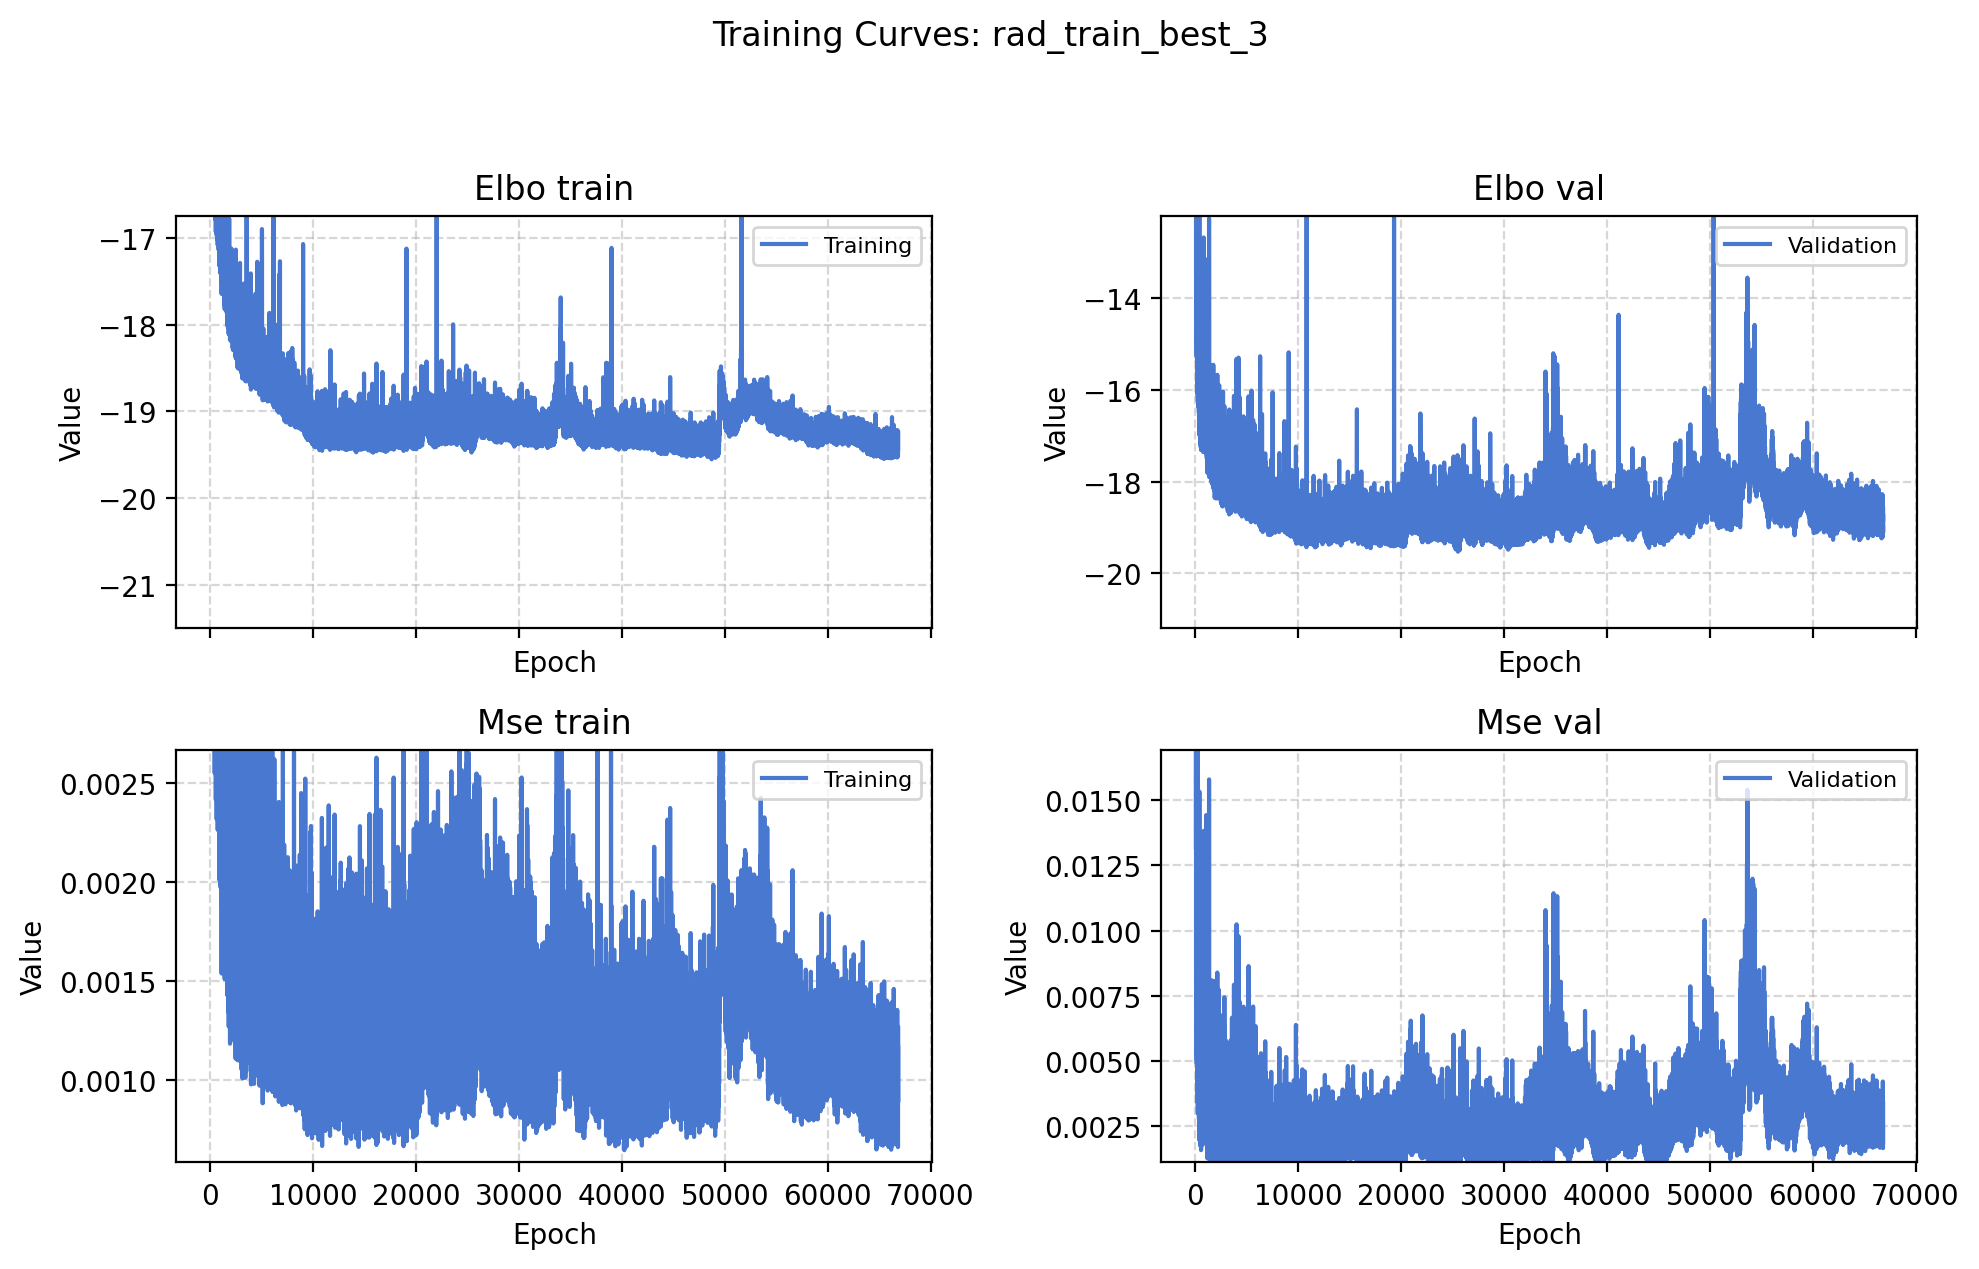 Training Curves: rad_train_best_3
Elbo train
Value
−17
−18
−19
−20
−21
Training
Epoch
Elbo val
Value
−14
−16
−18
−20
Validation
Epoch
Mse train
Value
0.0025
0.0020
0.0015
0.0010
Training
0 10000 20000 30000 40000 50000 60000 70000
Epoch
Mse val
Value
0.0150
0.0125
0.0100
0.0075
0.0050
0.0025
Validation
0 10000 20000 30000 40000 50000 60000 70000
Epoch